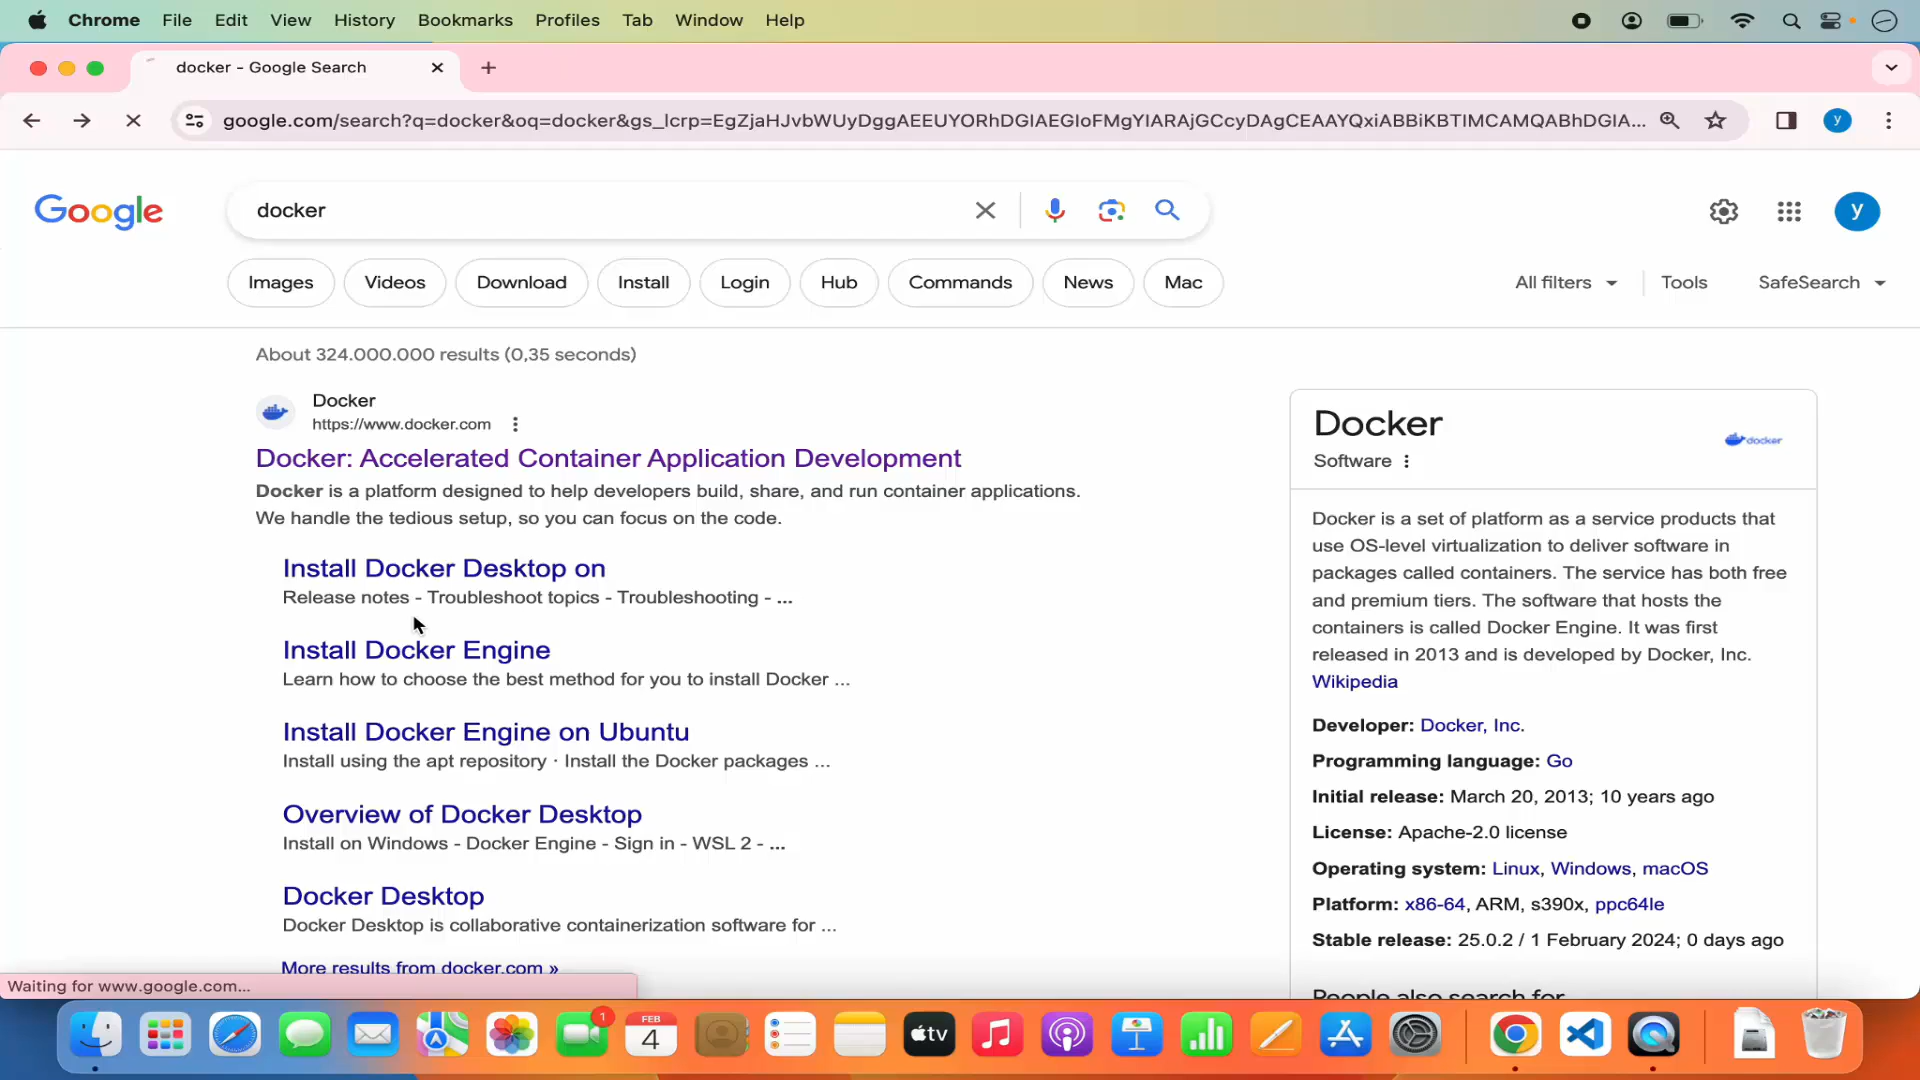 Chrome File Edit View History Bookmarks Profiles Tab Window Help
docker - Google Search
google.com/search?q=docker&oq=docker&gs_lcrp=EgZjaHJvbWUyDggAEEUYORhDGIAEGIoFMgYIARAjGCcyDAgCEAAYQxiABBiKBTIMCAMQABhDGIA...
y
Google
docker
y
Images Videos Download Install Login Hub Commands News Mac
All filters Tools SafeSearch
About 324.000.000 results (0,35 seconds)
Docker
https://www.docker.com
Docker: Accelerated Container Application Development
Docker is a platform designed to help developers build, share, and run container applications.
We handle the tedious setup, so you can focus on the code.
Install Docker Desktop on
Release notes - Troubleshoot topics - Troubleshooting - ...
Install Docker Engine
Learn how to choose the best method for you to install Docker ...
Install Docker Engine on Ubuntu
Install using the apt repository · Install the Docker packages ...
Overview of Docker Desktop
Install on Windows - Docker Engine - Sign in - WSL 2 - ...
Docker Desktop
Docker Desktop is collaborative containerization software for ...
More results from docker.com »
Docker
docker
Software
Docker is a set of platform as a service products that
use OS-level virtualization to deliver software in
packages called containers. The service has both free
and premium tiers. The software that hosts the
containers is called Docker Engine. It was first
released in 2013 and is developed by Docker, Inc.
Wikipedia
Developer: Docker, Inc.
Programming language: Go
Initial release: March 20, 2013; 10 years ago
License: Apache-2.0 license
Operating system: Linux, Windows, macOS
Platform: x86-64, ARM, s390x, ppc64le
Stable release: 25.0.2 / 1 February 2024; 0 days ago
People also search for
Waiting for www.google.com...
1
FEB
4
tv